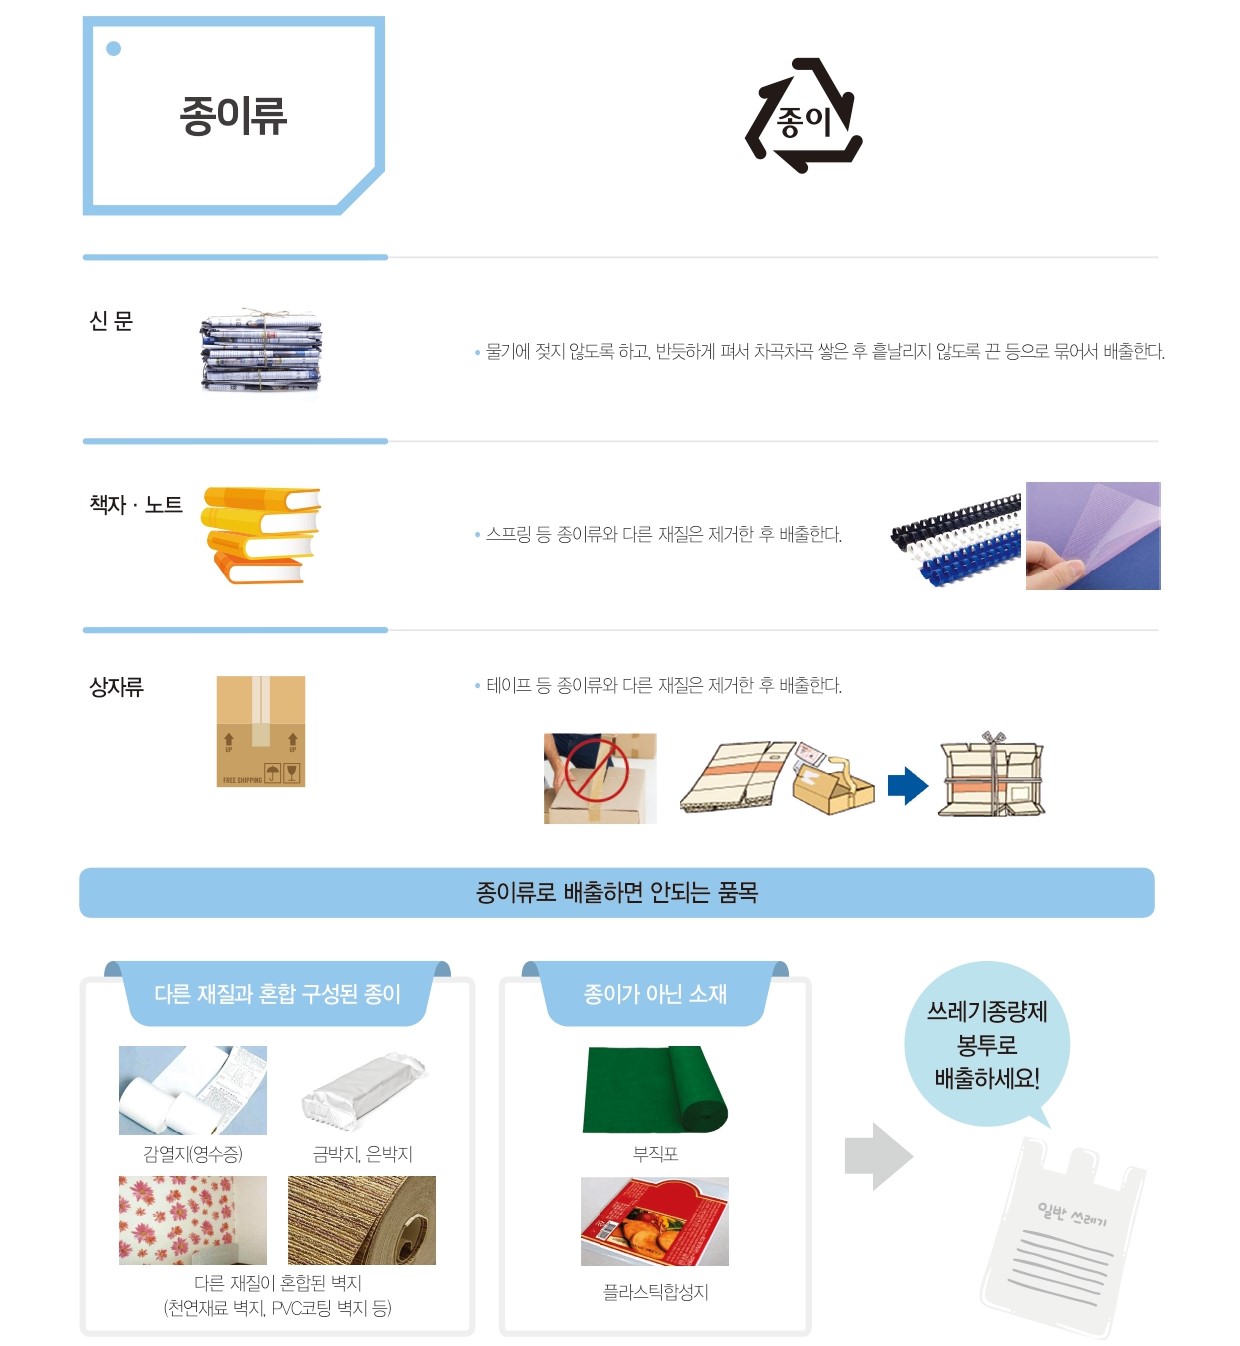 종이류
종이
신 문
• 물기에 젖지 않도록 하고, 반듯하게 펴서 차곡차곡 쌓은 후 흩날리지 않도록 끈 등으로 묶어서 배출한다.
책자 · 노트
• 스프링 등 종이류와 다른 재질은 제거한 후 배출한다.
상자류
UP
UP
FREE SHIPPING
• 테이프 등 종이류와 다른 재질은 제거한 후 배출한다.
종이류로 배출하면 안되는 품목
다른 재질과 혼합 구성된 종이
감열지(영수증)
금박지, 은박지
다른 재질이 혼합된 벽지
(천연재료 벽지, PVC코팅 벽지 등)
종이가 아닌 소재
부직포
플라스틱합성지
쓰레기종량제
봉투로
배출하세요!
일반 쓰레기